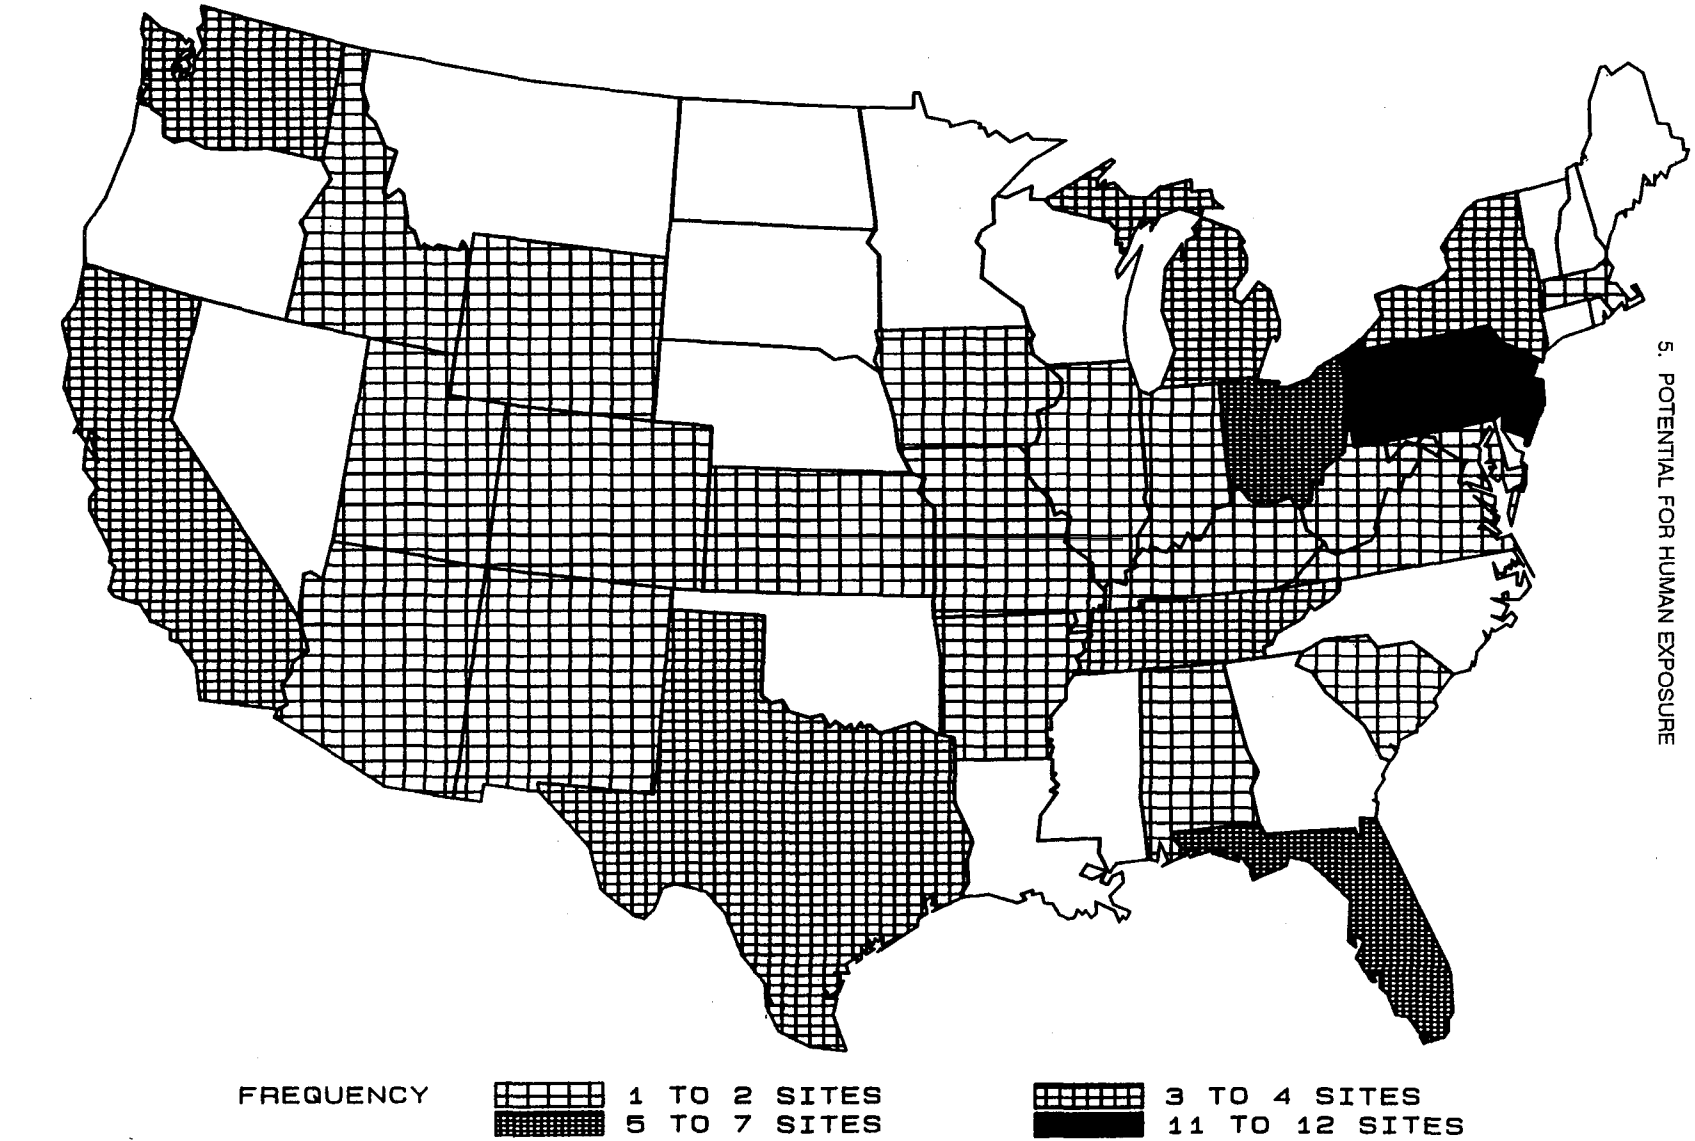 5. POTENTIAL FOR HUMAN EXPOSURE
FREQUENCY
1 TO 2 SITES
3 TO 4 SITES
5 TO 7 SITES
11 TO 12 SITES